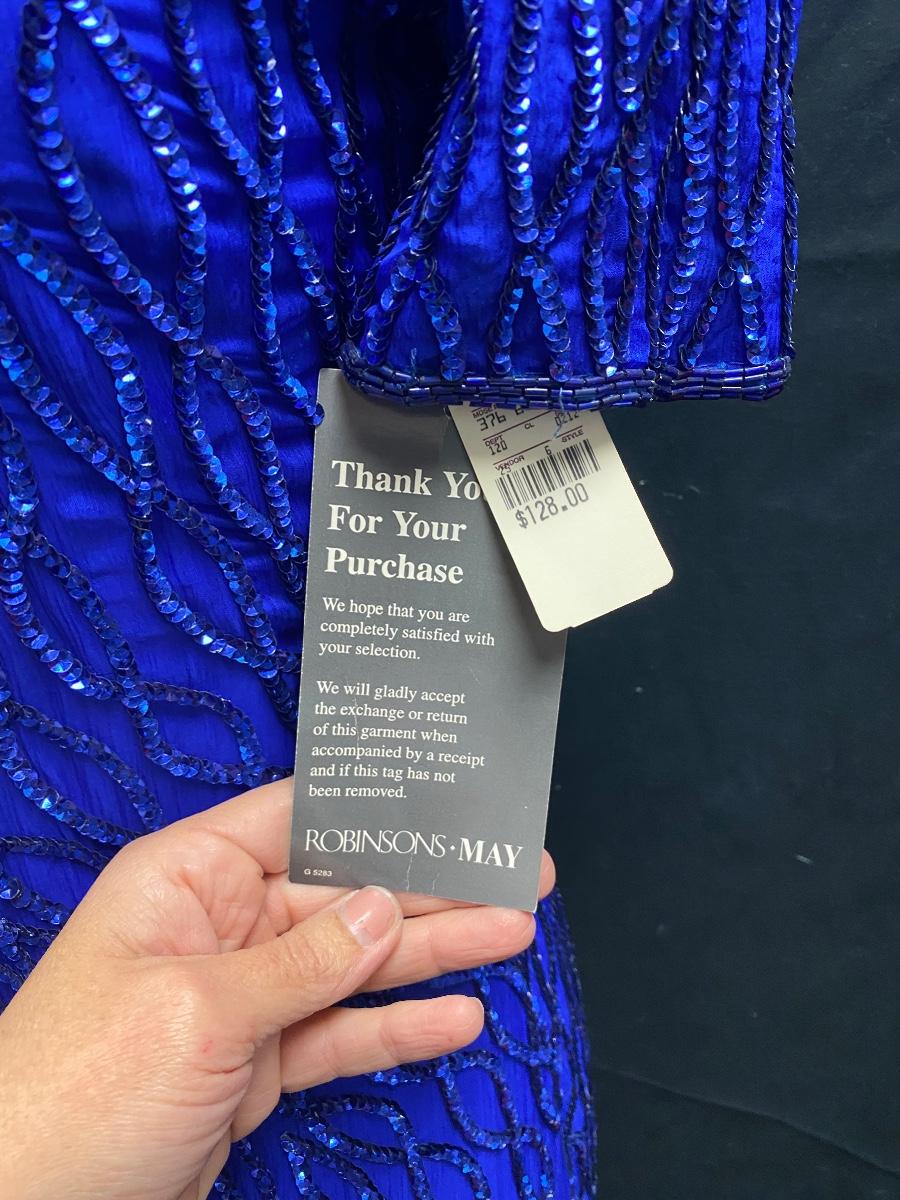 376
CL
DEPT
120
STYLE
6
VENDOR
$128.00
Thank
For Your
Purchase
We hope that you are
completely satisfied with
your selection.
We will gladly accept
the exchange or return
of this garment when
accompanied by a receipt
and if this tag has not
been removed.
ROBINSONS·MAY
G 5283